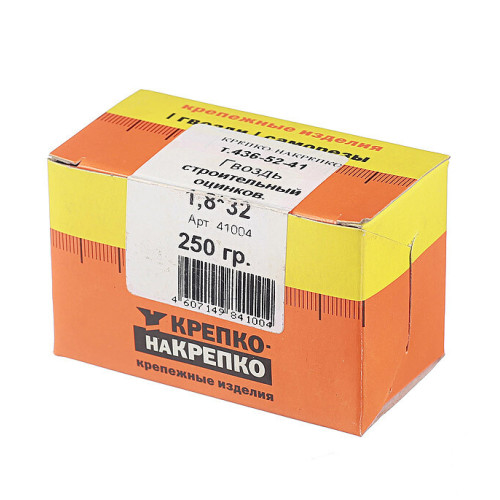 крепежные изделия
| гвозди | саморезы
КРЕПКО-НАКРЕПКО
т.436-52-41
Гвоздь
строительный
оцинков.
1,8*32
Арт 41004
250 гр.
4 607149 841004
КРЕПКО-
НАКРЕПКО
крепежные изделия